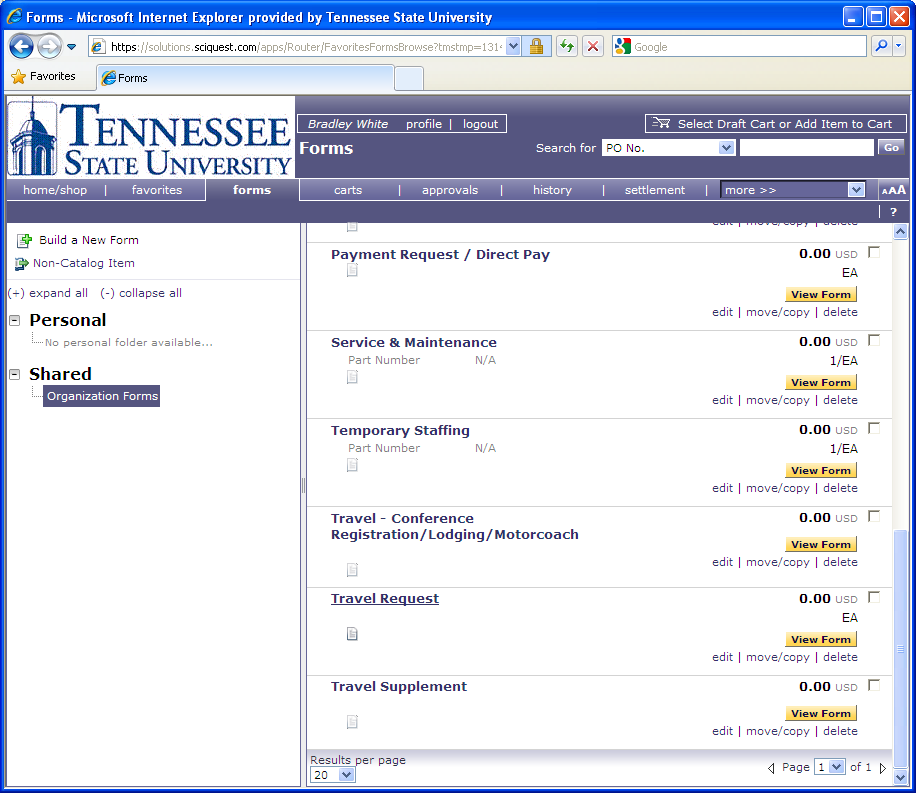 Forms - Microsoft Internet Explorer provided by Tennessee State University
https://solutions.sciquest.com/apps/Router/FavoritesFormsBrowse?tmstmp=131
Google
Favorites
Forms
TENNESSEE
STATE UNIVERSITY
Bradley White profile | logout
Select Draft Cart or Add Item to Cart
Forms
Search for PO No. Go
home/shop | favorites forms carts | approvals | history | settlement | more >> AAA
| ?
Build a New Form
Non-Catalog Item
(+) expand all (-) collapse all
Personal
No personal folder available...
Shared
Organization Forms
edit | move/copy | delete
Payment Request / Direct Pay 0.00 USD
EA
View Form
edit | move/copy | delete
Service & Maintenance 0.00 USD
Part Number N/A 1/EA
View Form
edit | move/copy | delete
Temporary Staffing 0.00 USD
Part Number N/A 1/EA
View Form
edit | move/copy | delete
Travel - Conference 0.00 USD
Registration/Lodging/Motorcoach
View Form
edit | move/copy | delete
Travel Request 0.00 USD
EA
View Form
edit | move/copy | delete
Travel Supplement 0.00 USD
View Form
edit | move/copy | delete
Results per page
20
Page 1 of 1